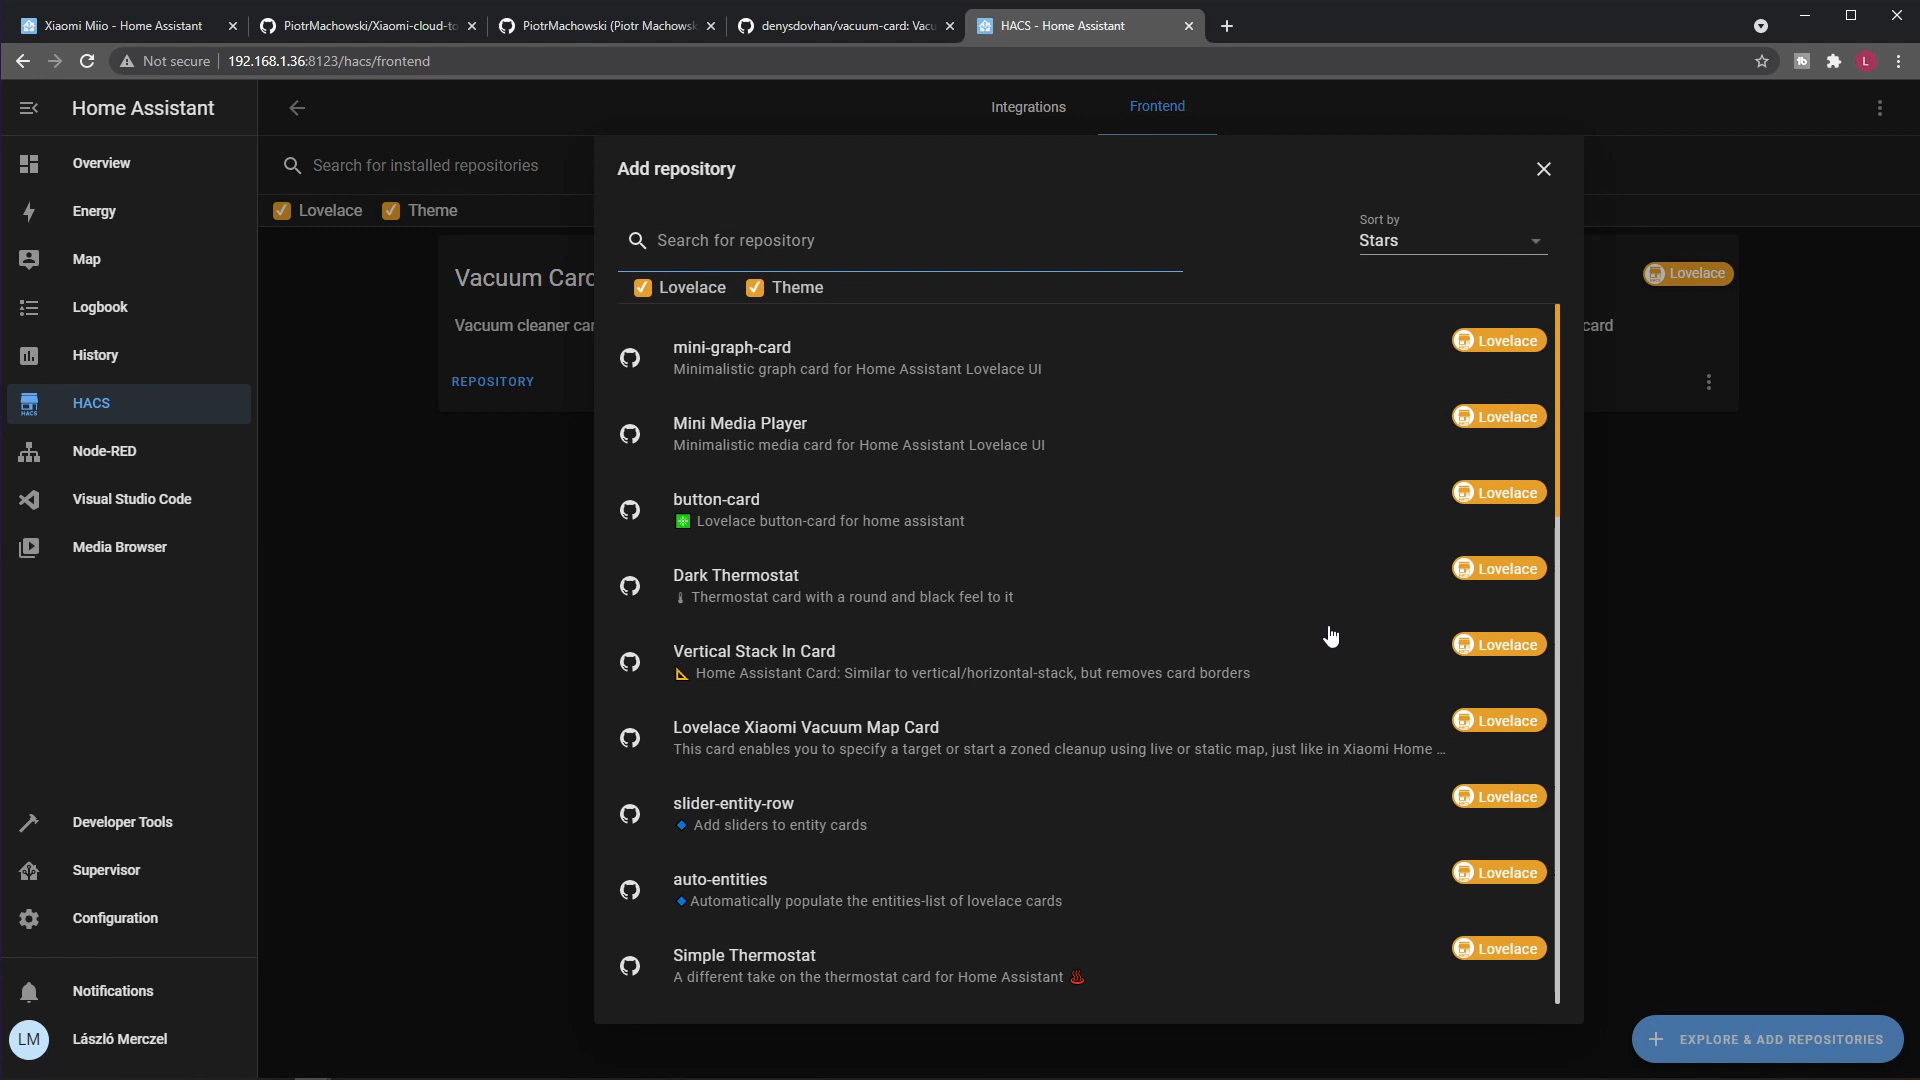 Xiaomi Miio - Home Assistant
PiotrMachowski/Xiaomi-cloud-to
PiotrMachowski (Piotr Machowsk
denysdovhan/vacuum-card: Vacu
HACS - Home Assistant
Not secure
192.168.1.36:8123/hacs/frontend
L
Home Assistant
Integrations
Frontend
Overview
Energy
Map
Logbook
History
HACS
Node-RED
Visual Studio Code
Media Browser
Developer Tools
Supervisor
Configuration
Notifications
LM
László Merczel
Search for installed repositories
Lovelace
Theme
Vacuum Card
Vacuum cleaner car
REPOSITORY
Lovelace
card
Add repository
Search for repository
Sort by
Stars
Lovelace
Theme
mini-graph-card
Minimalistic graph card for Home Assistant Lovelace UI
Lovelace
Mini Media Player
Minimalistic media card for Home Assistant Lovelace UI
Lovelace
button-card
❇️ Lovelace button-card for home assistant
Lovelace
Dark Thermostat
🌡 Thermostat card with a round and black feel to it
Lovelace
Vertical Stack In Card
📐 Home Assistant Card: Similar to vertical/horizontal-stack, but removes card borders
Lovelace
Lovelace Xiaomi Vacuum Map Card
This card enables you to specify a target or start a zoned cleanup using live or static map, just like in Xiaomi Home ...
Lovelace
slider-entity-row
🔹 Add sliders to entity cards
Lovelace
auto-entities
🔹Automatically populate the entities-list of lovelace cards
Lovelace
Simple Thermostat
A different take on the thermostat card for Home Assistant ♨️
Lovelace
EXPLORE & ADD REPOSITORIES